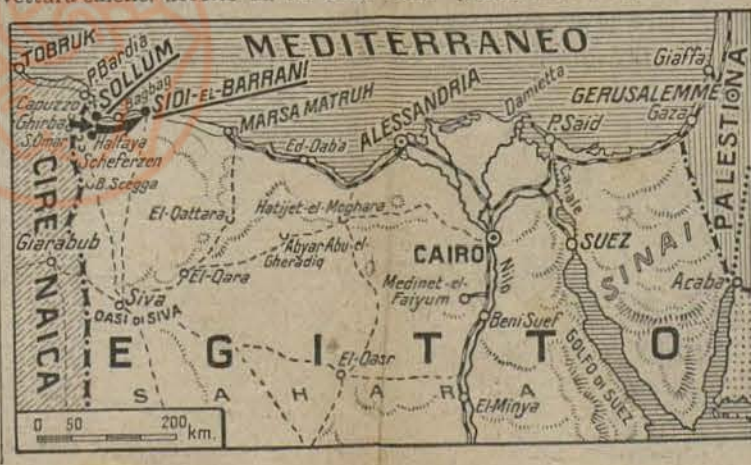 MEDITERRANEO
TOBRUK
P.Bardia
SOLLUM
Bagbag
SIDI-EL-BARRANI
Capuzzo
Ghirba
S.Omar
Halfaya
Scheferzen
B.Scegga
MARSA MATRUH
Ed-Dab'a
ALESSANDRIA
Damietta
P.Said
Giaffa
GERUSALEMME
Gaza
PALESTINA
CIRENAICA
Giarabub
El-Qattara
Hatijet-el-Moghara
Abyar-Abu-el-
Gheradiq
El-Qara
Siva
OASI DI SIVA
CAIRO
Canale
SUEZ
SINAI
Acaba
Medinet-el-
Faiyum
Nilo
Beni Suef
GOLFO DI SUEZ
EGITTO
El-Qasr
SAHARA
El-Minya
0 50 200
km.